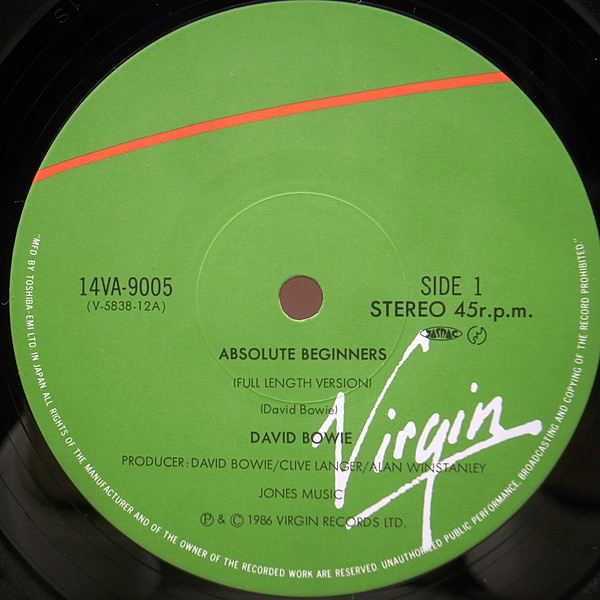 14VA-9005
(V-5838-12A)
SIDE 1
STEREO 45r.p.m.
JASRAC
ABSOLUTE BEGINNERS
(FULL LENGTH VERSION)
(David Bowie)
DAVID BOWIE
PRODUCER: DAVID BOWIE/CLIVE LANGER/ALAN WINSTANLEY
JONES MUSIC
Ⓟ & © 1986 VIRGIN RECORDS LTD.
Virgin
"MFD BY TOSHIBA-EMI LTD IN JAPAN ALL RIGHTS OF THE MANUFACTURER AND OF THE OWNER OF THE RECORDED WORK ARE RESERVED. UNAUTHORIZED PUBLIC PERFORMANCE, BROADCASTING AND COPYING OF THE RECORD PROHIBITED"